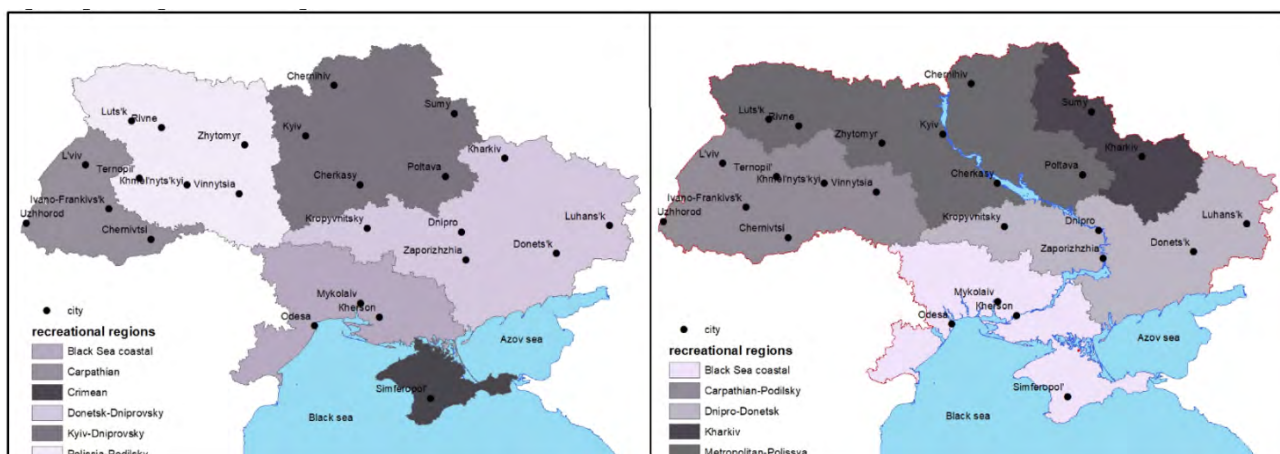 Chernihiv
Sumy
Luts'k
Rivne
Zhytomyr
Kyiv
Kharkiv
L'viv
Ternopil'
Khmel'nyts'kyi
Vinnytsia
Cherkasy
Poltava
Ivano-Frankivs'k
Uzhhorod
Chernivtsi
Kropyvnitsky
Dnipro
Luhans'k
Zaporizhzhia
Donets'k
Mykolaiv
Kherson
Odesa
Azov sea
Simferopol'
Black sea
city
recreational regions
Black Sea coastal
Carpathian
Crimean
Donetsk-Dniprovsky
Kyiv-Dniprovsky
Polissia-Podilsky
Chernihiv
Sumy
Luts'k
Rivne
Zhytomyr
Kyiv
Kharkiv
L'viv
Ternopil'
Khmel'nyts'kyi
Vinnytsia
Cherkasy
Poltava
Ivano-Frankivs'k
Uzhhorod
Chernivtsi
Kropyvnitsky
Dnipro
Luhans'k
Zaporizhzhia
Donets'k
Mykolaiv
Kherson
Odesa
Azov sea
Simferopol'
Black sea
city
recreational regions
Black Sea coastal
Carpathian-Podilsky
Dnipro-Donetsk
Kharkiv
Metropolitan-Polissya